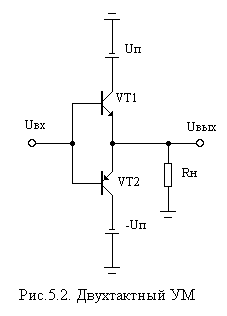 Uп
VT1
Uвх
Uвых
Rн
VT2
-Uп
Рис.5.2. Двухтактный УМ